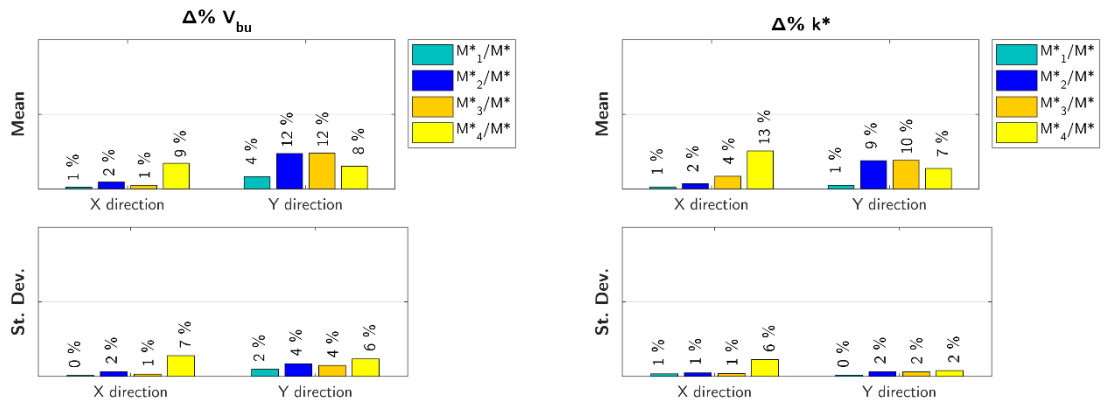 Δ% V_bu
Mean
1 %
2 %
1 %
9 %
4 %
12 %
12 %
8 %
X direction
Y direction
M*_1/M*
M*_2/M*
M*_3/M*
M*_4/M*
Δ% k*
Mean
1 %
2 %
4 %
13 %
1 %
9 %
10 %
7 %
X direction
Y direction
M*_1/M*
M*_2/M*
M*_3/M*
M*_4/M*
St. Dev.
0 %
2 %
1 %
7 %
2 %
4 %
4 %
6 %
X direction
Y direction
St. Dev.
1 %
1 %
1 %
6 %
0 %
2 %
2 %
2 %
X direction
Y direction